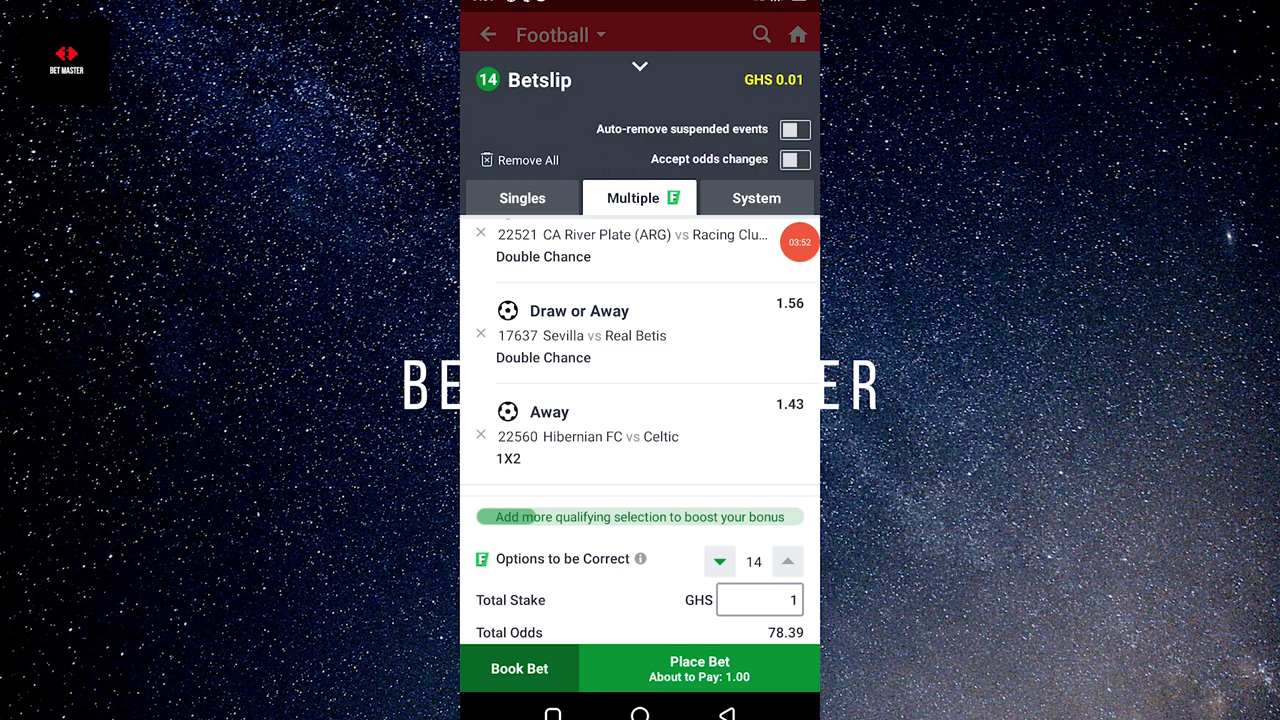 BET MASTER
Football
14 Betslip GHS 0.01
Auto-remove suspended events
Remove All Accept odds changes
Singles Multiple F System
22521 CA River Plate (ARG) vs Racing Clu...
03:52
Double Chance
Draw or Away 1.56
17637 Sevilla vs Real Betis
Double Chance
Away 1.43
22560 Hibernian FC vs Celtic
1X2
BE ER
Add more qualifying selection to boost your bonus
F Options to be Correct 14
Total Stake GHS 1
Total Odds 78.39
Book Bet Place Bet
About to Pay: 1.00